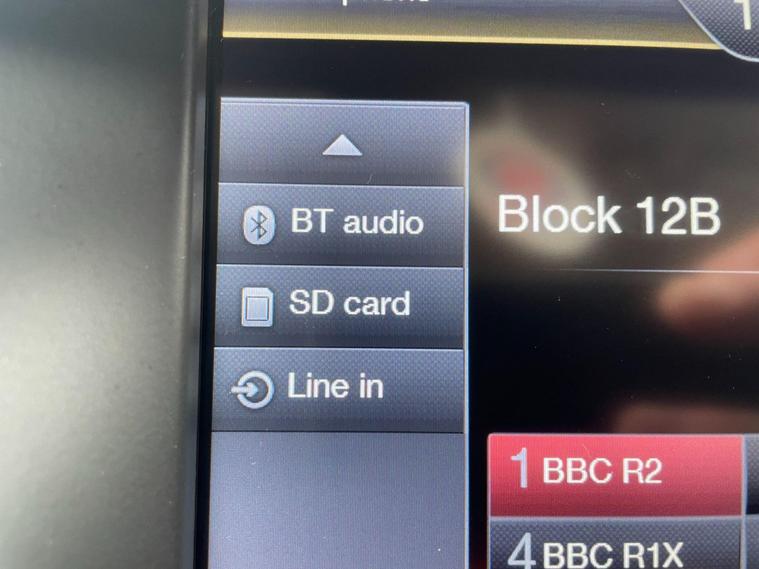 BT audio
Block 12B
SD card
Line in
1 BBC R2
4 BBC R1X